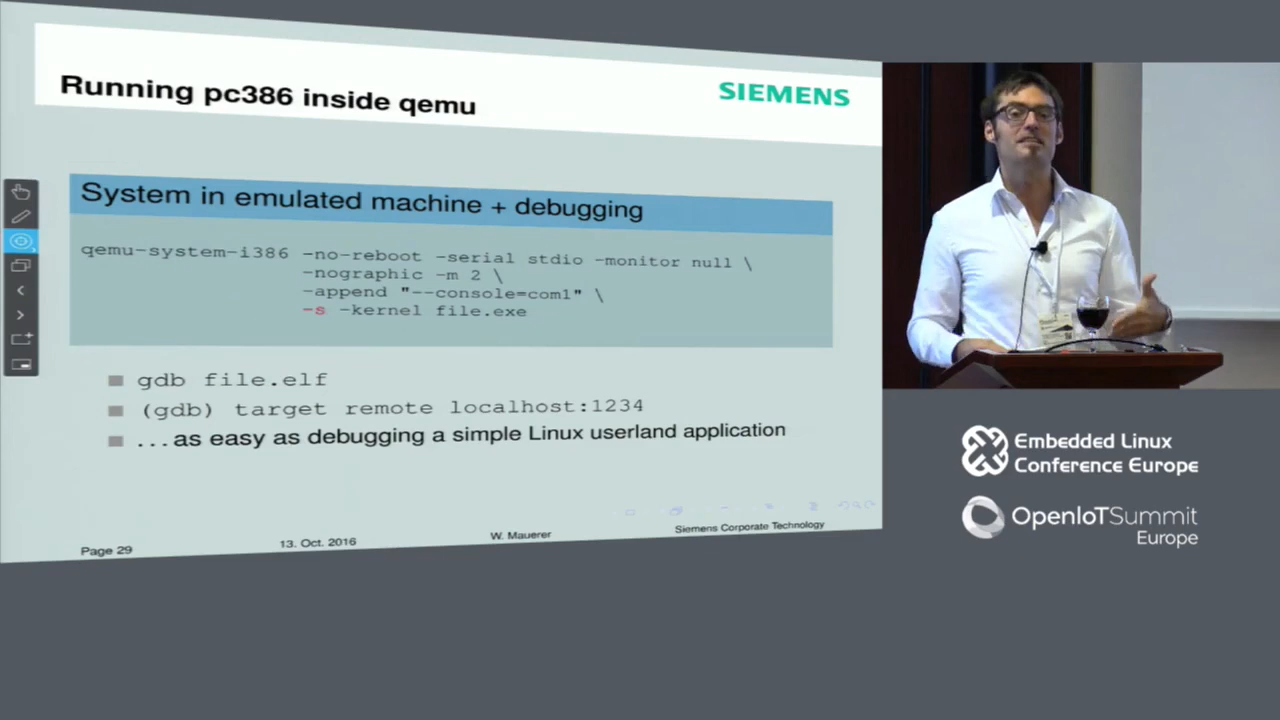 Running pc386 inside qemu
SIEMENS
System in emulated machine + debugging
qemu-system-i386 -no-reboot -serial stdio -monitor null \
-nographic -m 2 \
-append "--console=com1" \
-s -kernel file.exe
gdb file.elf
(gdb) target remote localhost:1234
...as easy as debugging a simple Linux userland application
Page 29
13. Oct. 2016
W. Mauerer
Siemens Corporate Technology
Embedded Linux
Conference Europe
OpenIoTSummit
Europe